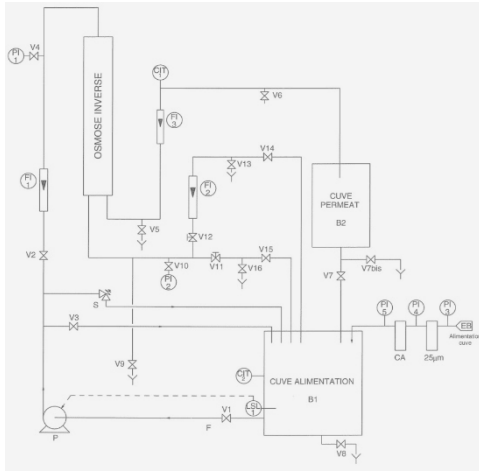 V4
PI
1
OSMOSE INVERSE
CIT
FI
3
V6
V14
V13
FI
2
FI
1
CUVE
PERMEAT
B2
V5
V12
V2
V15
V10
V11
V16
PI
2
V7
V7bis
S
V3
PI
5
PI
4
PI
3
EB
Alimentation
cuve
CA
25µm
V9
CIT
CUVE ALIMENTATION
B1
LSL
1
V1
P
F
V8